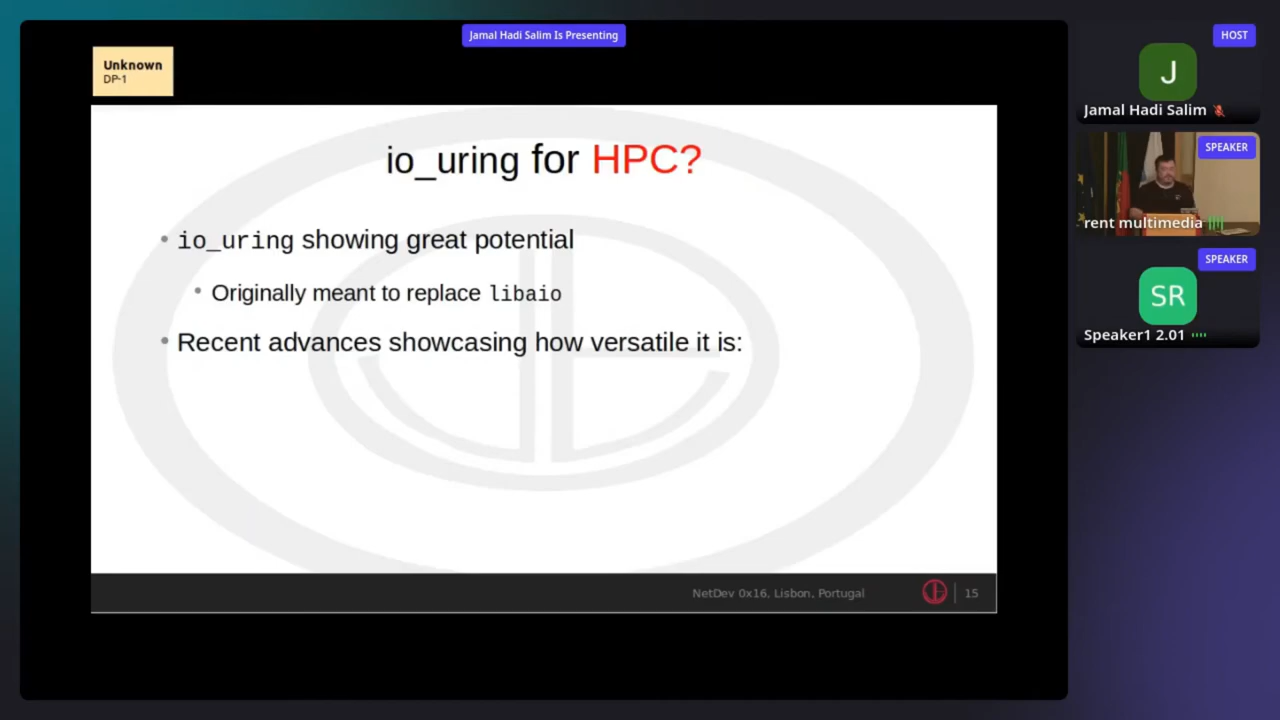 Jamal Hadi Salim Is Presenting
Unknown
DP-1
io_uring for HPC?
• io_uring showing great potential
• Originally meant to replace libaio
• Recent advances showcasing how versatile it is:
NetDev 0x16, Lisbon, Portugal
15
HOST
J
Jamal Hadi Salim
SPEAKER
rent multimedia
SPEAKER
SR
Speaker1 2.01